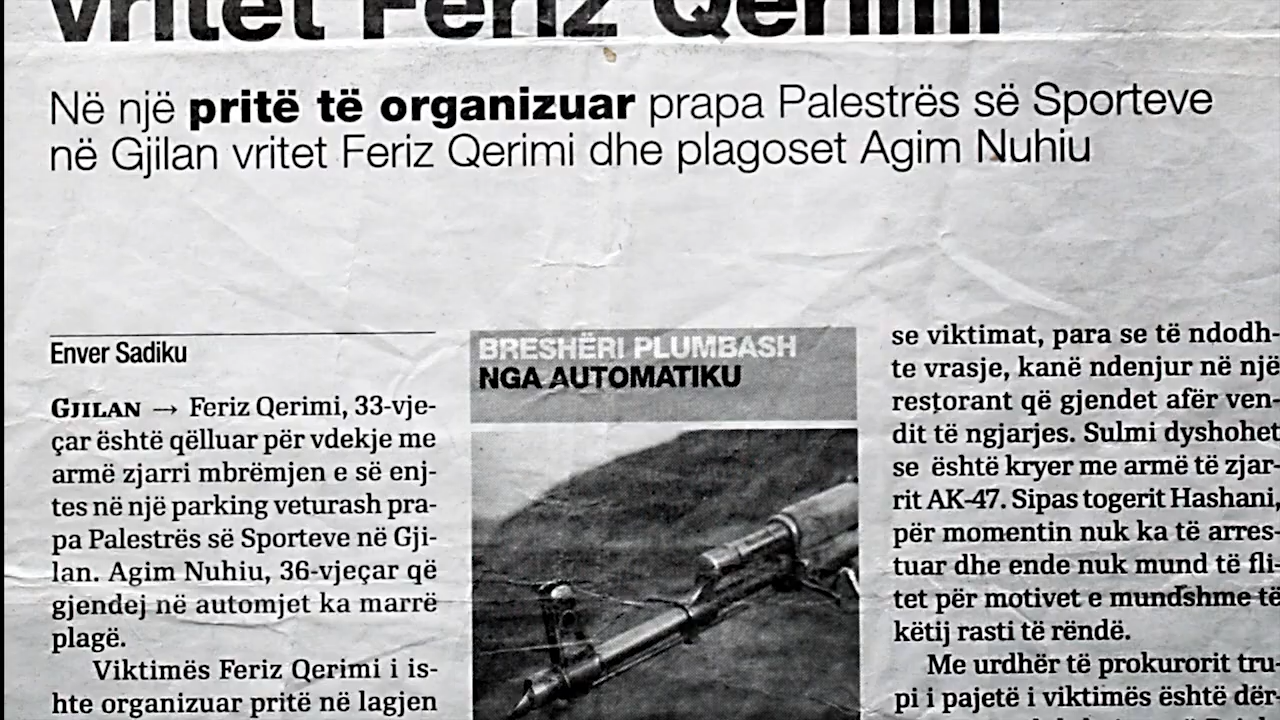 vritet Feriz Qerimi
Në një pritë të organizuar prapa Palestrës së Sporteve
në Gjilan vritet Feriz Qerimi dhe plagoset Agim Nuhiu
Enver Sadiku
GJILAN → Feriz Qerimi, 33-vje-
çar është qëlluar për vdekje me
armë zjarri mbrëmjen e së enj-
tes në një parking veturash pra-
pa Palestrës së Sporteve në Gji-
lan. Agim Nuhiu, 36-vjeçar që
gjendej në automjet ka marrë
plagë.
Viktimës Feriz Qerimi i ish-
te organizuar pritë në lagjen
BRESHËRI PLUMBASH
NGA AUTOMATIKU
se viktimat, para se të ndodh-
te vrasje, kanë ndenjur në një
restorant që gjendet afër ven-
dit të ngjarjes. Sulmi dyshohet
se është kryer me armë të zjar-
rit AK-47. Sipas togerit Hashani,
për momentin nuk ka të arres-
tuar dhe ende nuk mund të fli-
tet për motivet e mundshme të
këtij rasti të rëndë.
Me urdhër të prokurorit tru-
pi i pajetë i viktimës është dër-